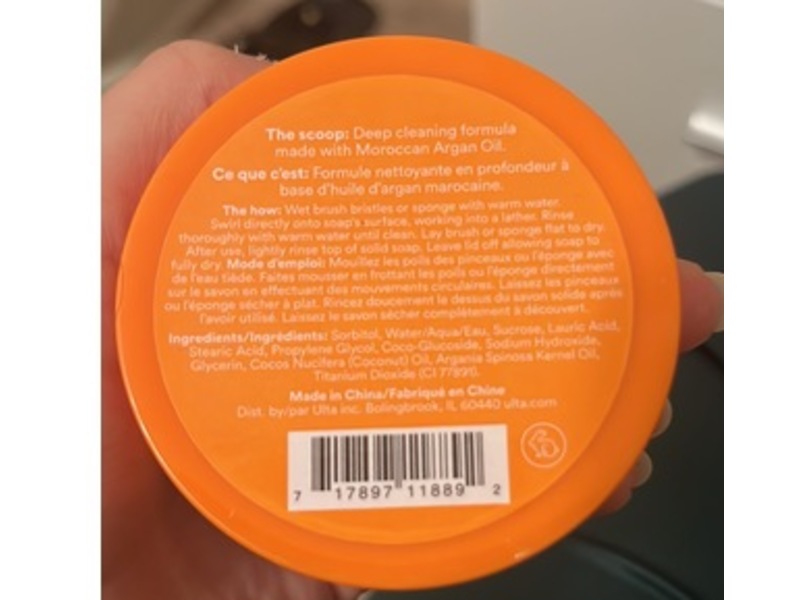 The scoop: Deep cleaning formula
made with Moroccan Argan Oil.
Ce que c'est: Formule nettoyante en profondeur à
base d'huile d'argan marocaine.
The how: Wet brush bristles or sponge with warm water.
Swirl directly onto soap's surface, working into a lather. Rinse
thoroughly with warm water until clean. Lay brush or sponge flat to dry.
After use, lightly rinse top of solid soap. Leave lid off allowing soap to
fully dry. Mode d'emploi: Mouillez les poils des pinceaux ou l'éponge avec
de l'eau tiède. Faites mousser en frottant les poils ou l'éponge directement
sur le savon en effectuant des mouvements circulaires. Laissez les pinceaux
ou l'éponge sécher à plat. Rincez doucement le dessus du savon solide après
l'avoir utilisé. Laissez le savon sécher complètement à découvert.
Ingredients/Ingrédients: Sorbitol, Water/Aqua/Eau, Sucrose, Lauric Acid,
Stearic Acid, Propylene Glycol, Coco-Glucoside, Sodium Hydroxide,
Glycerin, Cocos Nucifera (Coconut) Oil, Argania Spinosa Kernel Oil,
Titanium Dioxide (CI 77891).
Made in China/Fabriqué en Chine
Dist. by/par Ulta inc. Bolingbrook, IL 60440 ulta.com
7 17897 11889 2